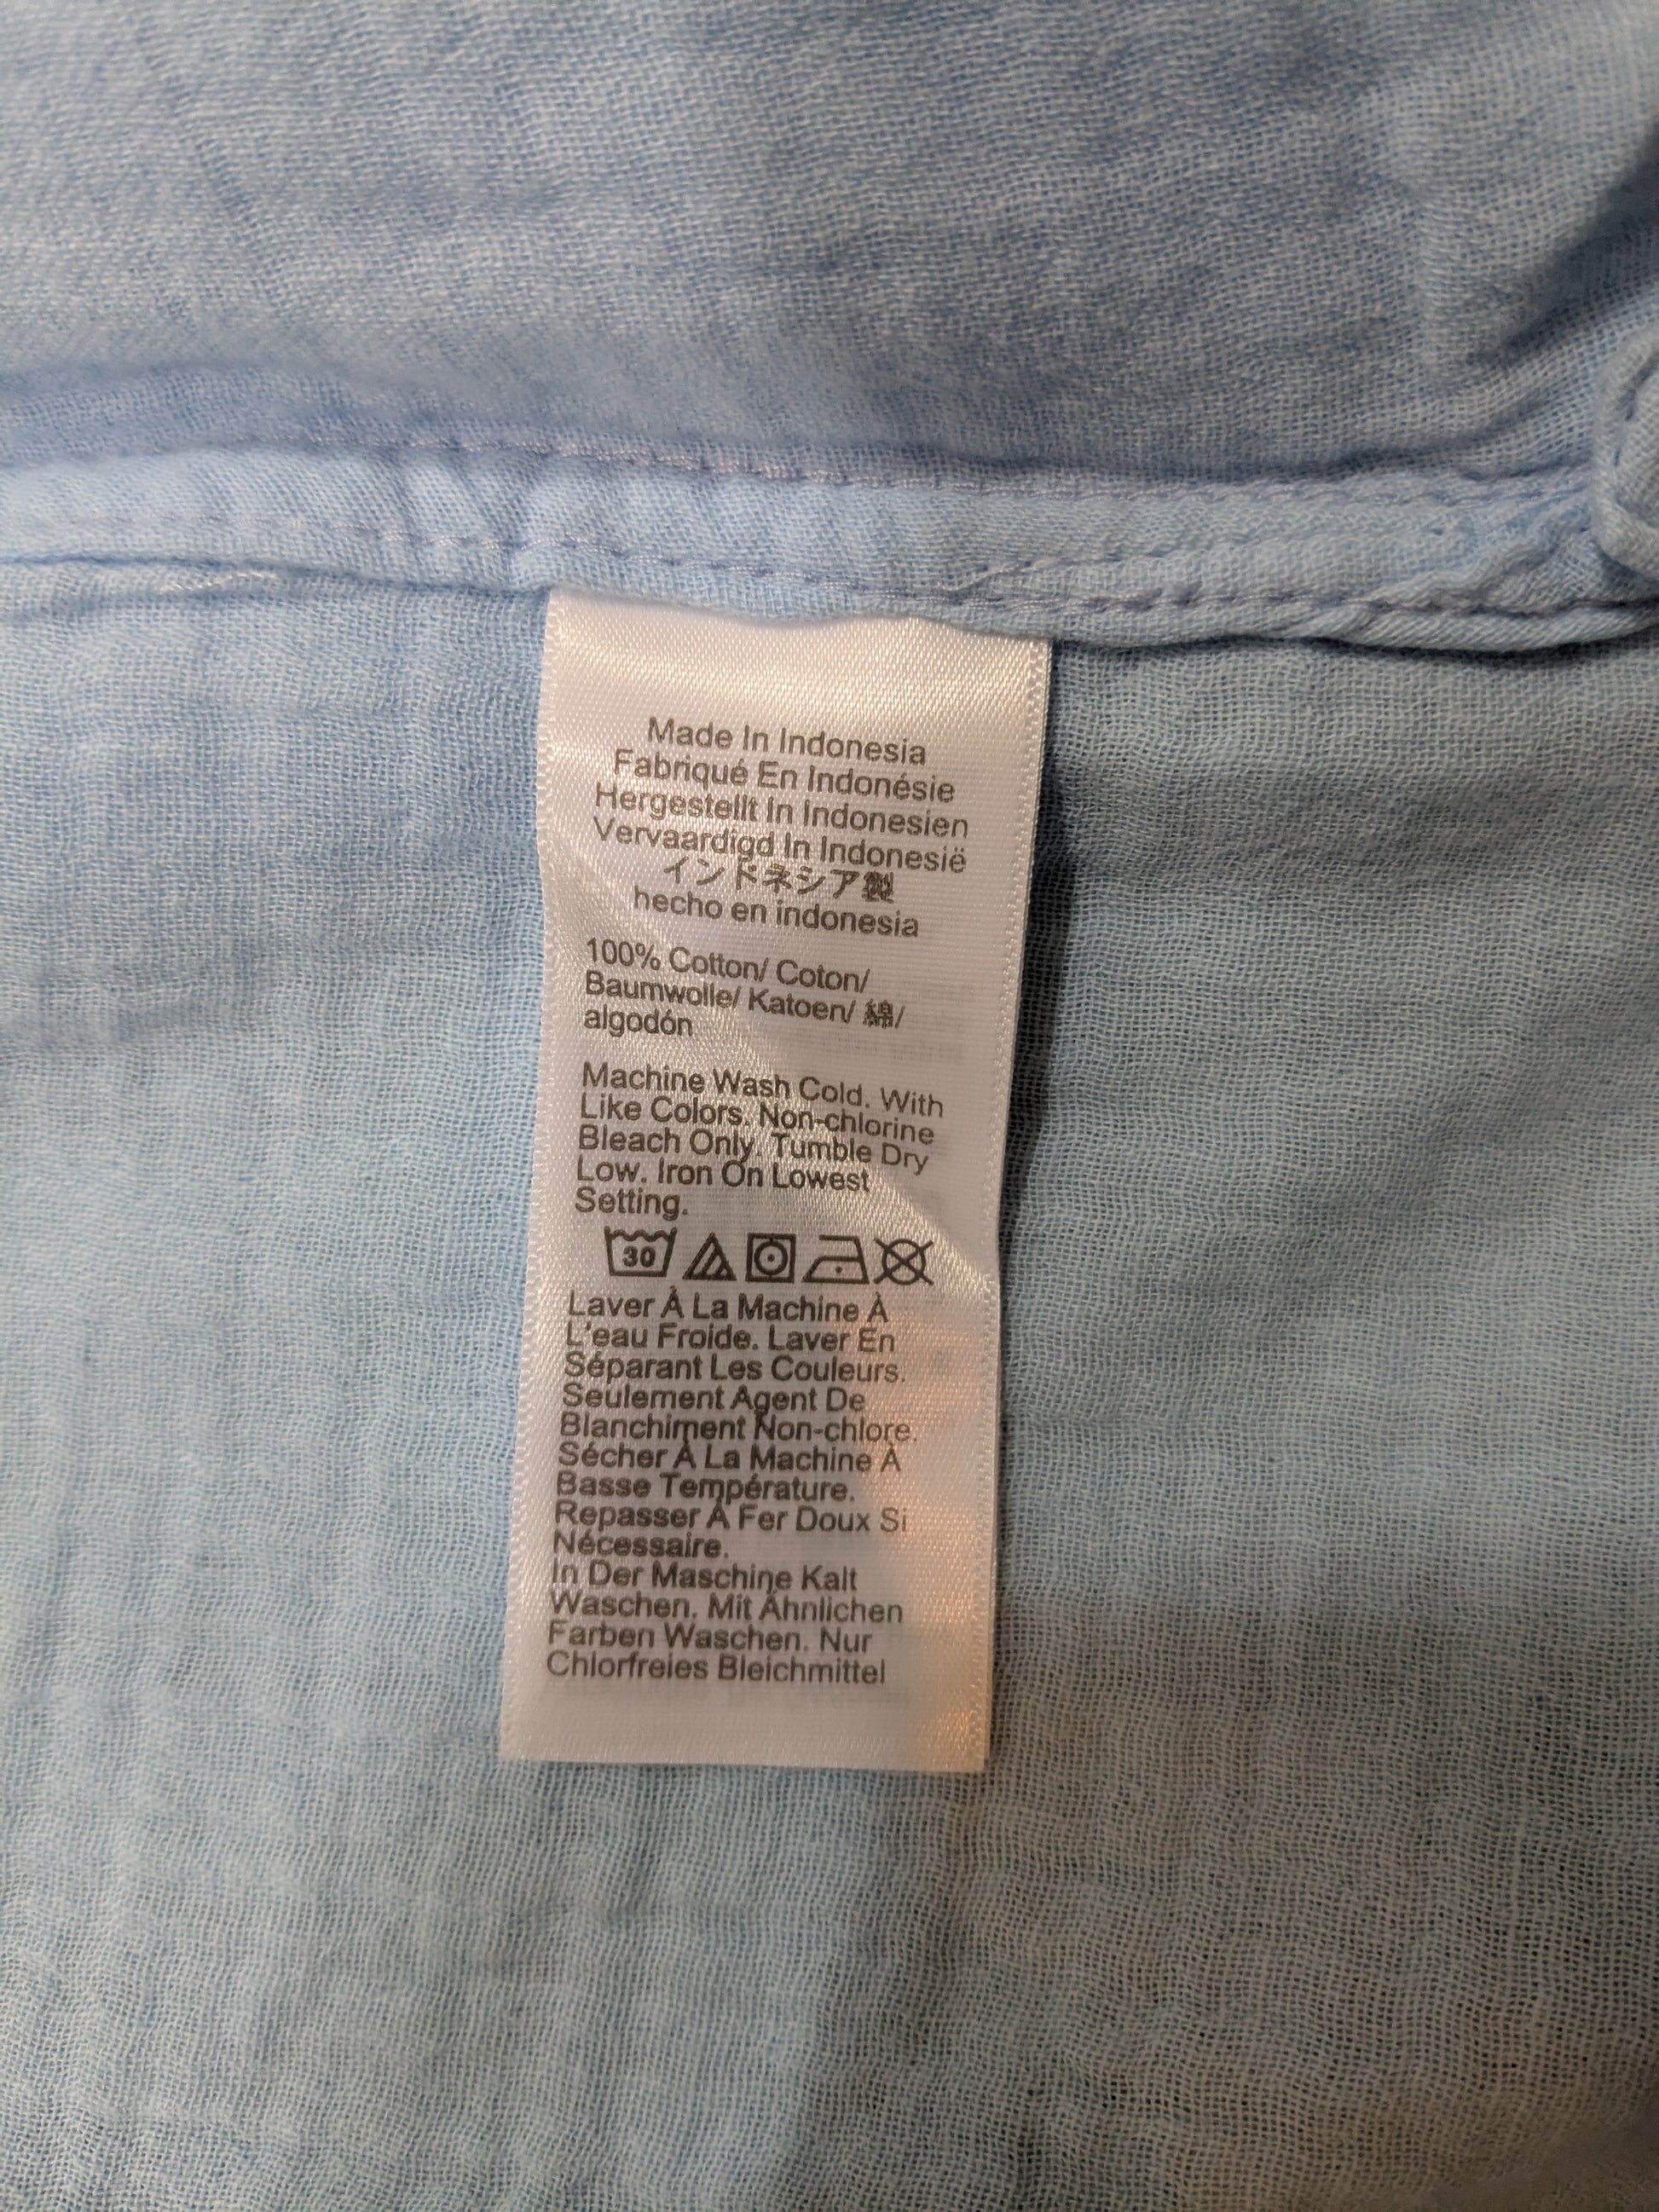 Made In Indonesia
Fabriqué En Indonésie
Hergestellt In Indonesien
Vervaardigd In Indonesië
インドネシア製
hecho en indonesia
100% Cotton/ Coton/
Baumwolle/ Katoen/ 綿/
algodón
Machine Wash Cold. With
Like Colors. Non-chlorine
Bleach Only. Tumble Dry
Low. Iron On Lowest
Setting.
30
Laver À La Machine À
L'eau Froide. Laver En
Séparant Les Couleurs.
Seulement Agent De
Blanchiment Non-chlore.
Sécher À La Machine À
Basse Température.
Repasser À Fer Doux Si
Nécessaire.
In Der Maschine Kalt
Waschen. Mit Ähnlichen
Farben Waschen. Nur
Chlorfreies Bleichmittel